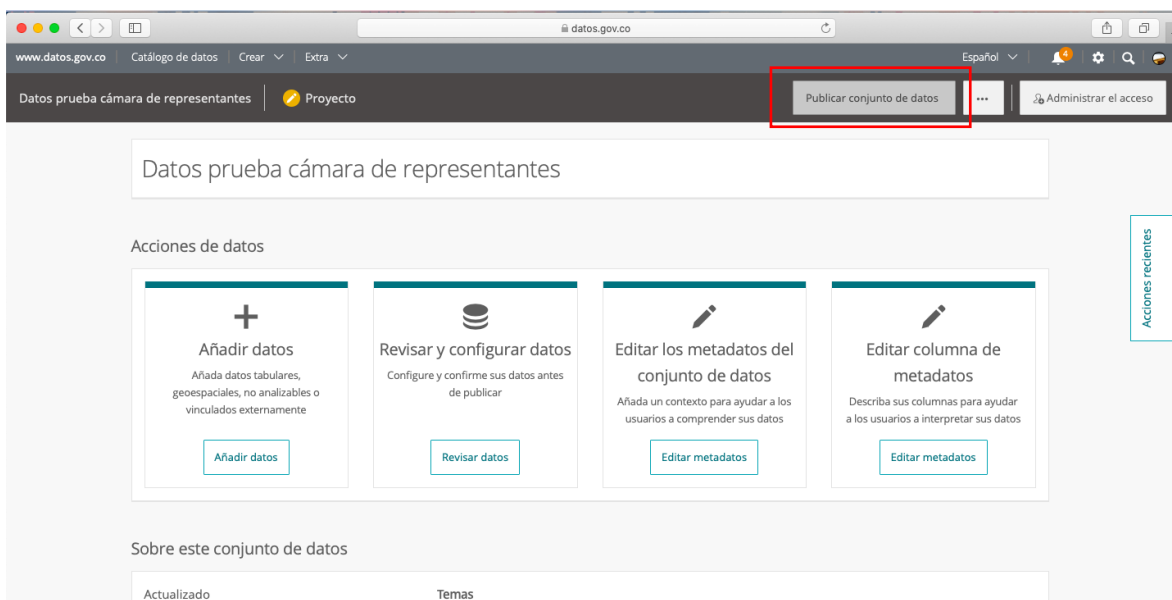 datos.gov.co
www.datos.gov.co Catálogo de datos Crear Extra Español 4
Datos prueba cámara de representantes Proyecto Publicar conjunto de datos ... Administrar el acceso
Datos prueba cámara de representantes
Acciones recientes
Acciones de datos
Añadir datos
Añada datos tabulares,
geoespaciales, no analizables o
vinculados externamente
Añadir datos
Revisar y configurar datos
Configure y confirme sus datos antes
de publicar
Revisar datos
Editar los metadatos del
conjunto de datos
Añada un contexto para ayudar a los
usuarios a comprender sus datos
Editar metadatos
Editar columna de
metadatos
Describa sus columnas para ayudar
a los usuarios a interpretar sus datos
Editar metadatos
Sobre este conjunto de datos
Actualizado Temas